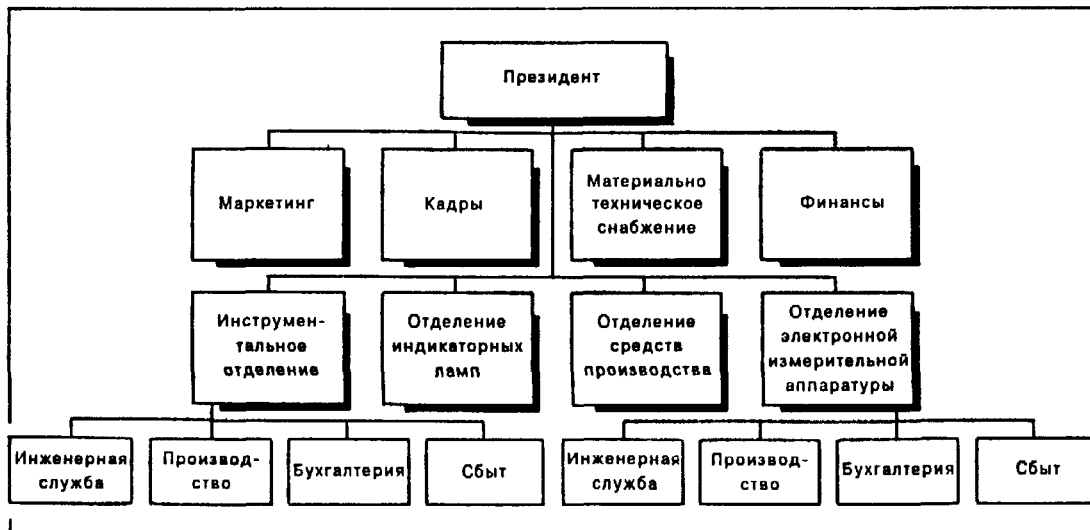 Президент
Маркетинг
Кадры
Материально
техническое
снабжение
Финансы
Инструмен-
тальное
отделение
Отделение
индикаторных
ламп
Отделение
средств
производства
Отделение
электронной
измерительной
аппаратуры
Инженерная
служба
Производ-
ство
Бухгалтерия
Сбыт
Инженерная
служба
Производ-
ство
Бухгалтерия
Сбыт